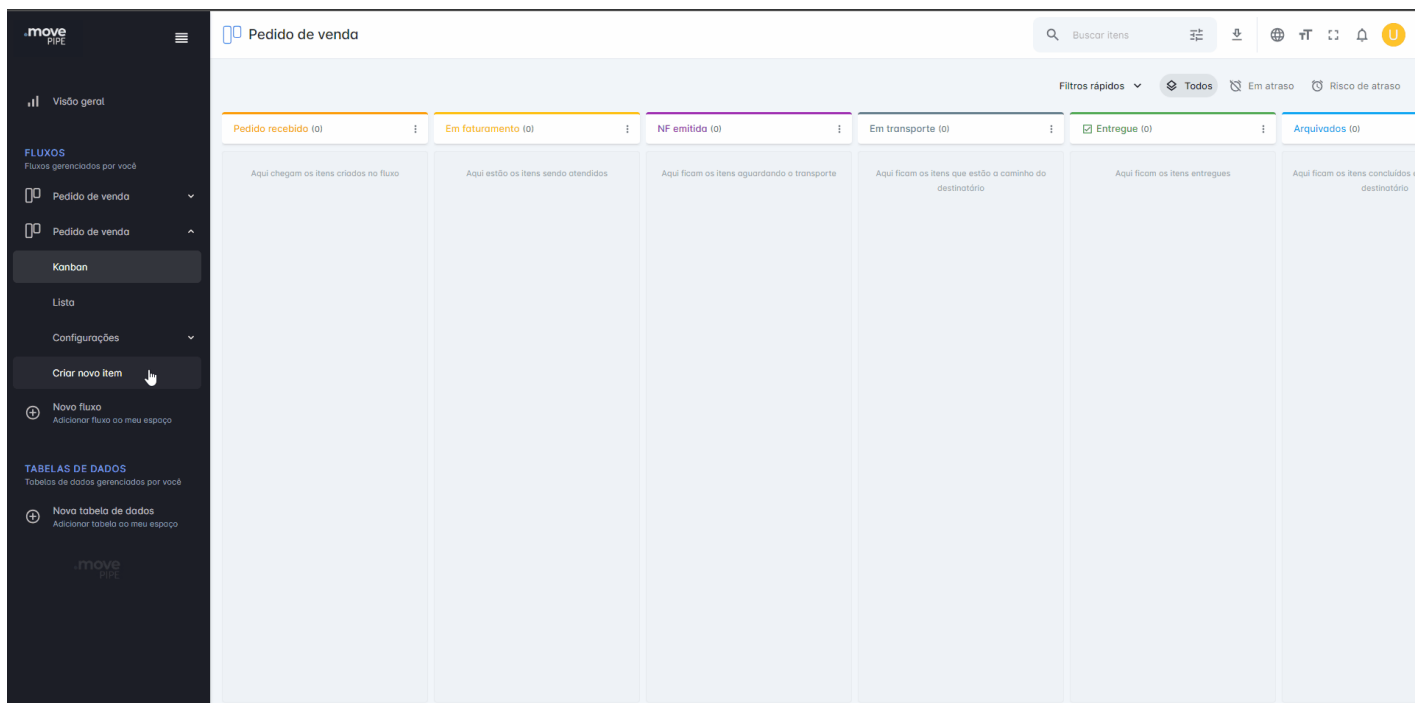 .move
PIPE
Pedido de venda
Buscar itens
U
Visão geral
Filtros rápidos
Todos
Em atraso
Risco de atraso
FLUXOS
Fluxos gerenciados por você
Pedido de venda
Pedido de venda
Kanban
Lista
Configurações
Criar novo item
Novo fluxo
Adicionar fluxo ao meu espaço
TABELAS DE DADOS
Tabelas de dados gerenciados por você
Nova tabela de dados
Adicionar tabela ao meu espaço
.move
PIPE
Pedido recebido (0)
Aqui chegam os itens criados no fluxo
Em faturamento (0)
Aqui estão os itens sendo atendidos
NF emitida (0)
Aqui ficam os itens aguardando o transporte
Em transporte (0)
Aqui ficam os itens que estão a caminho do
destinatário
Entregue (0)
Aqui ficam os itens entregues
Arquivados (0)
Aqui ficam os itens concluídos
destinatário